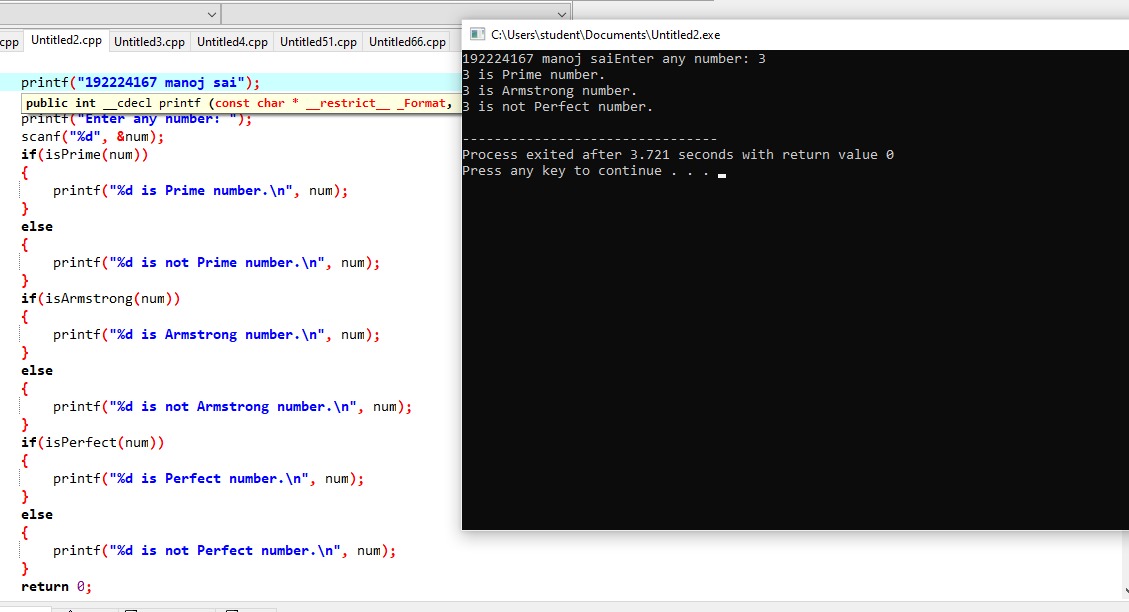 cpp Untitled2.cpp Untitled3.cpp Untitled4.cpp Untitled51.cpp Untitled66.cpp
printf("192224167 manoj sai");
public int __cdecl printf (const char * __restrict__ _Format,
printf("Enter any number: ");
scanf("%d", &num);
if(isPrime(num))
{
printf("%d is Prime number.\n", num);
}
else
{
printf("%d is not Prime number.\n", num);
}
if(isArmstrong(num))
{
printf("%d is Armstrong number.\n", num);
}
else
{
printf("%d is not Armstrong number.\n", num);
}
if(isPerfect(num))
{
printf("%d is Perfect number.\n", num);
}
else
{
printf("%d is not Perfect number.\n", num);
}
return 0;
C:\Users\student\Documents\Untitled2.exe
192224167 manoj saiEnter any number: 3
3 is Prime number.
3 is Armstrong number.
3 is not Perfect number.
--------------------------------
Process exited after 3.721 seconds with return value 0
Press any key to continue . . .